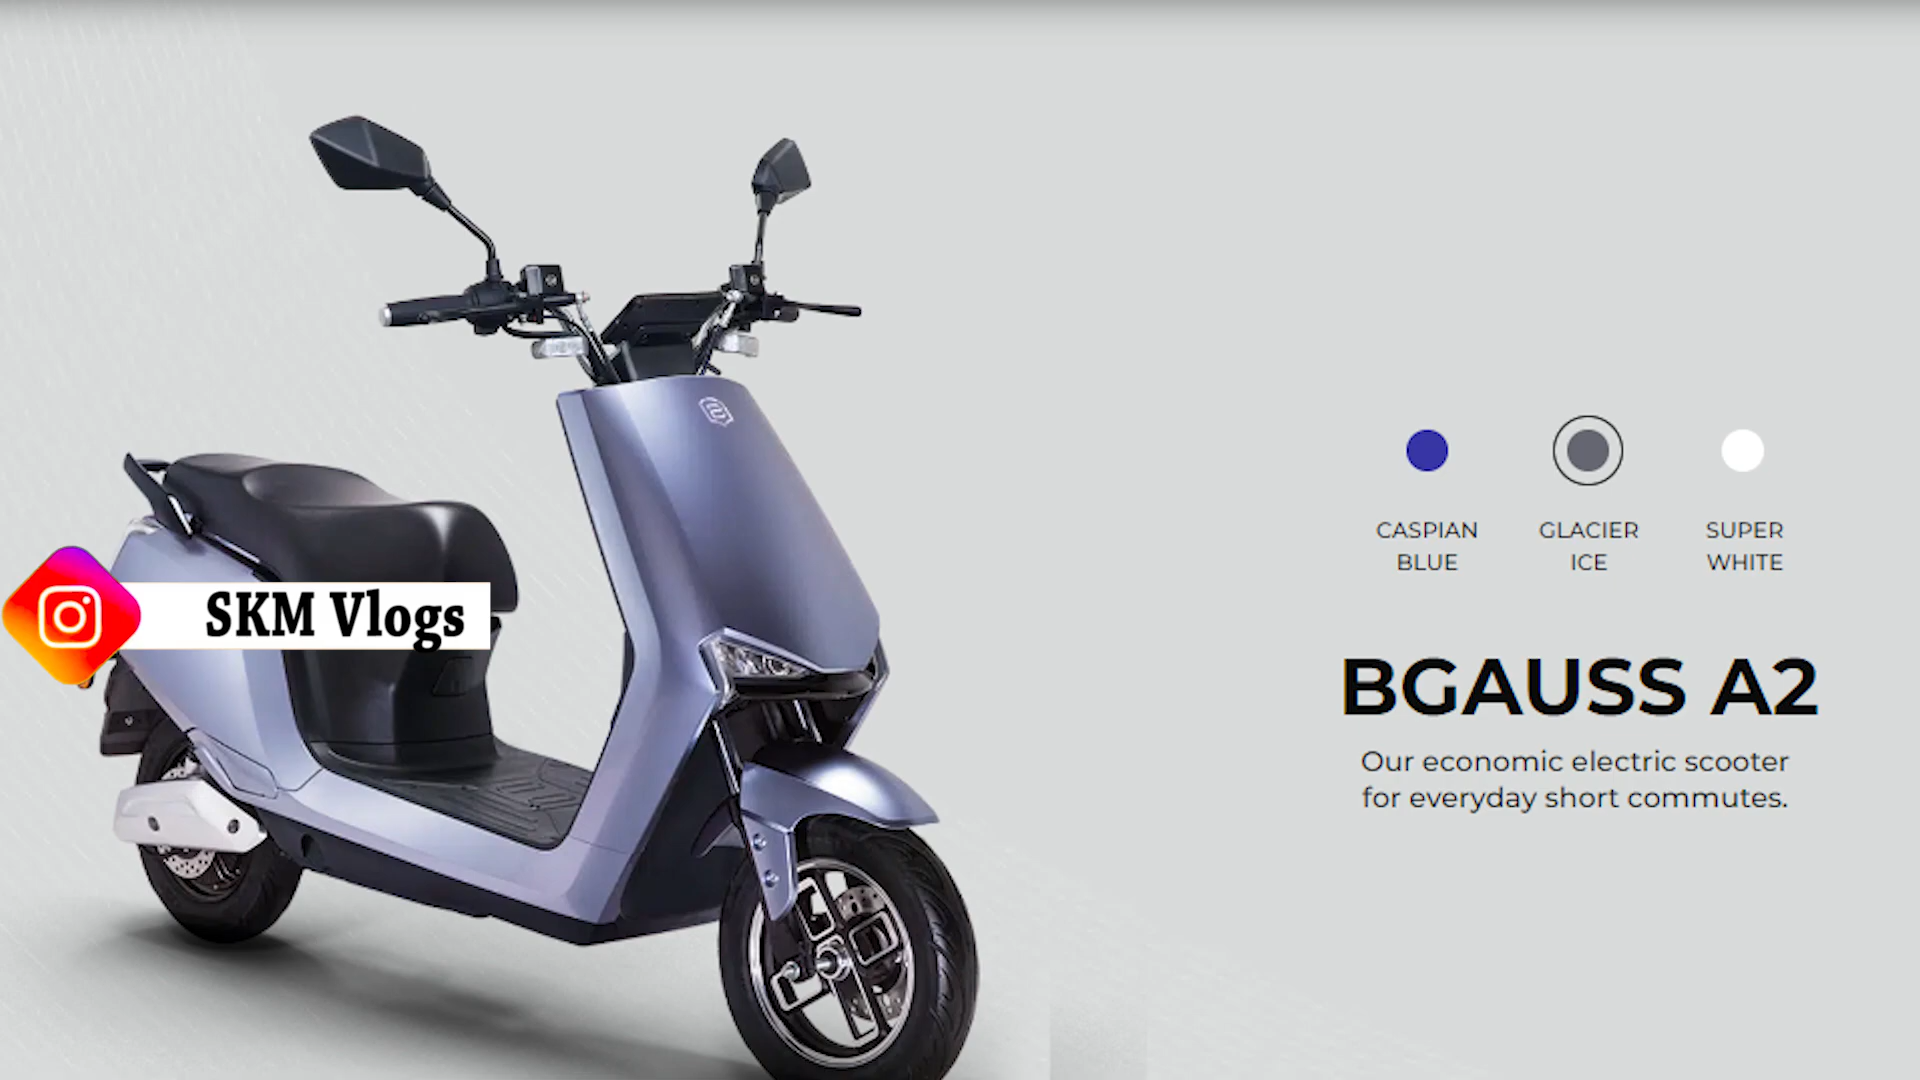 SKM Vlogs
CASPIAN
BLUE
GLACIER
ICE
SUPER
WHITE
BGAUSS A2
Our economic electric scooter
for everyday short commutes.